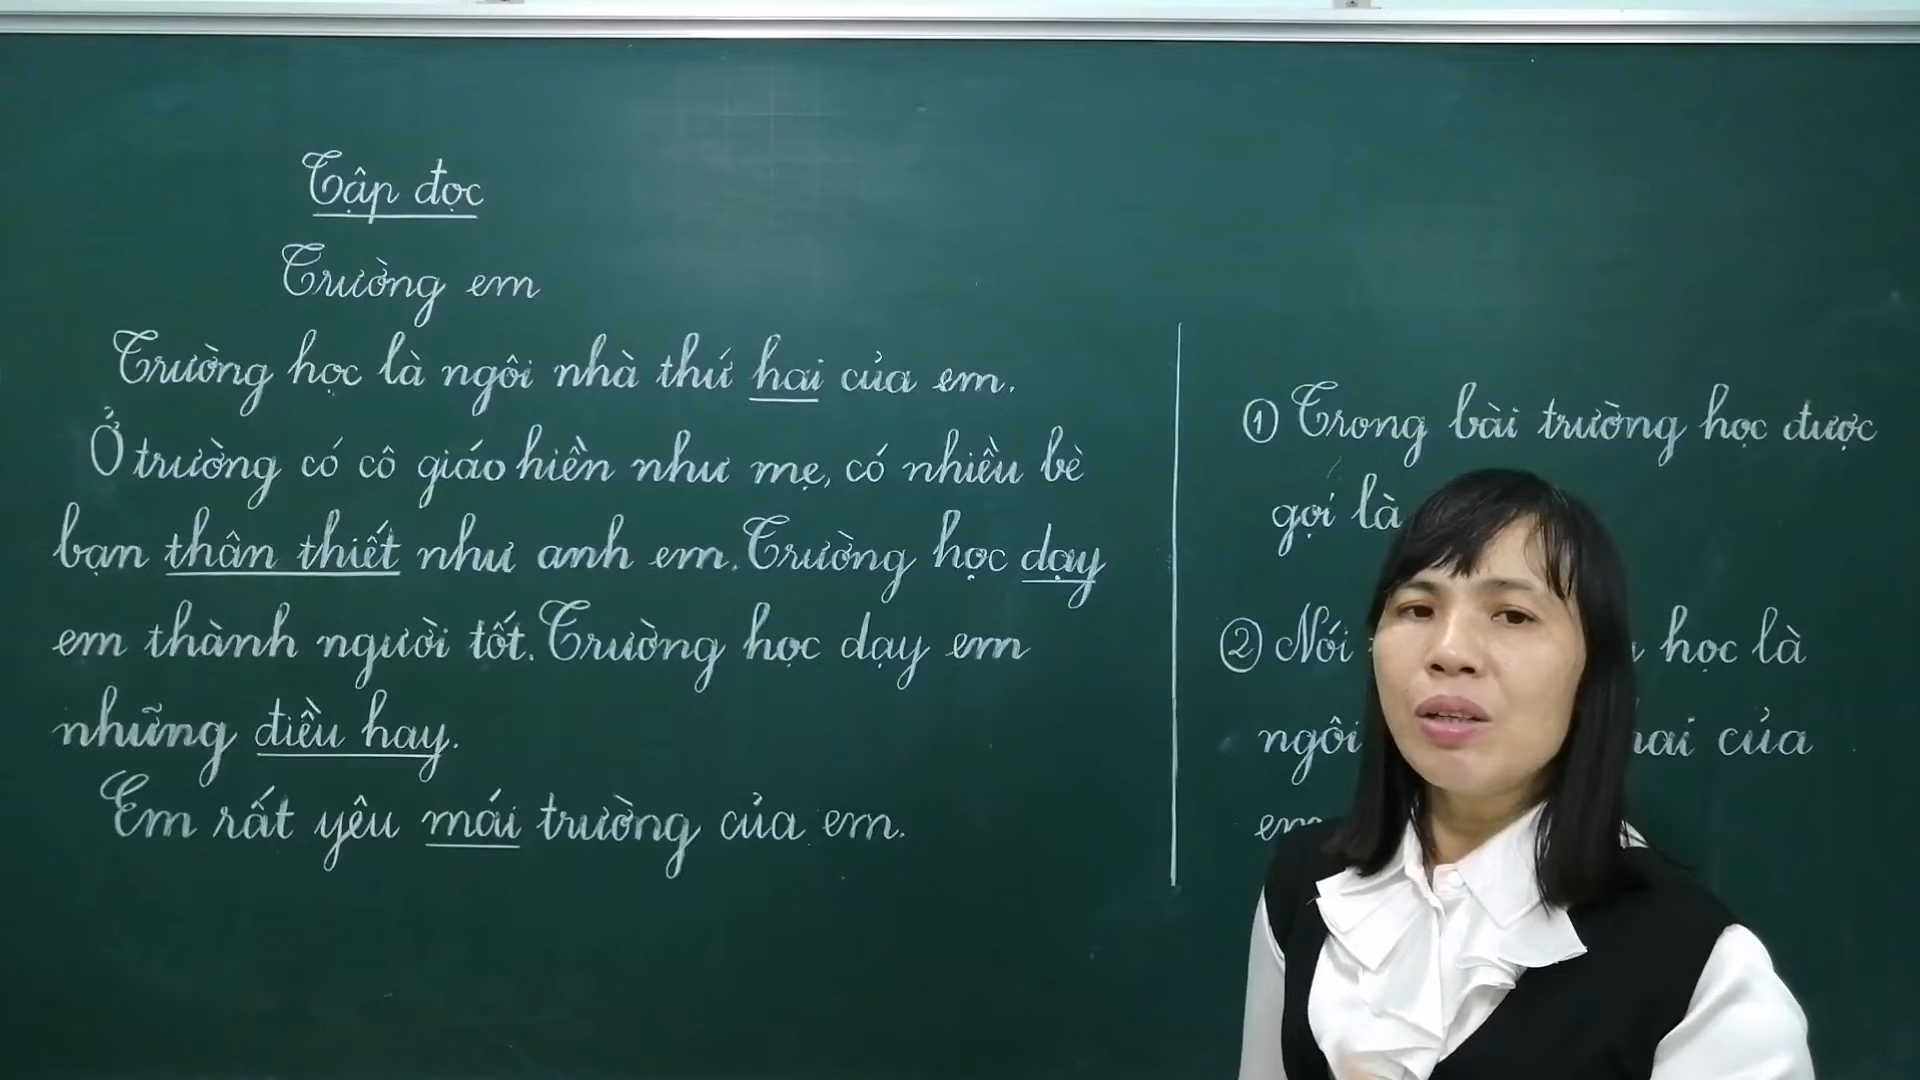 Tập đọc
Trường em
Trường học là ngôi nhà thứ hai của em.
Ở trường có cô giáo hiền như mẹ, có nhiều bè
bạn thân thiết như anh em. Trường học dạy
em thành người tốt. Trường học dạy em
những điều hay.
Em rất yêu mái trường của em.
① Trong bài trường học được
gọi là
② Nói học là
ngôi của
em